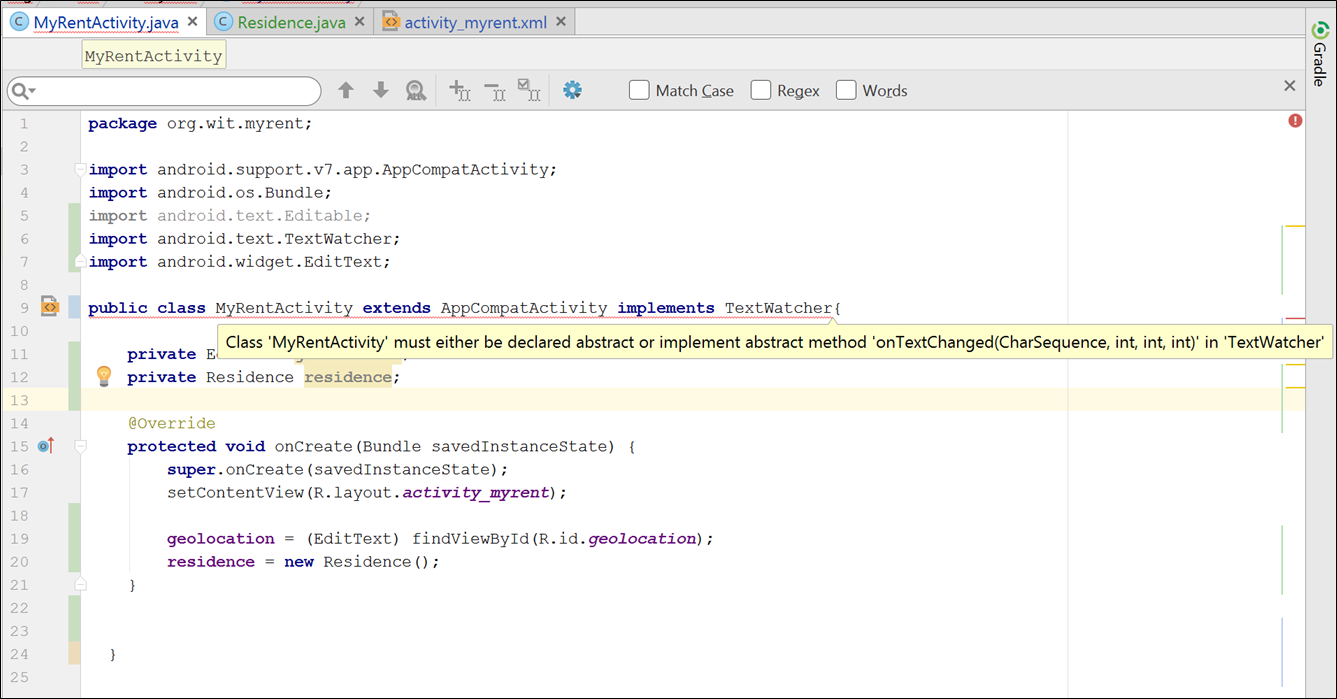 MyRentActivity.java × Residence.java × activity_myrent.xml ×
MyRentActivity
Match Case Regex Words
Gradle
1 package org.wit.myrent;
2
3 import android.support.v7.app.AppCompatActivity;
4 import android.os.Bundle;
5 import android.text.Editable;
6 import android.text.TextWatcher;
7 import android.widget.EditText;
8
9 public class MyRentActivity extends AppCompatActivity implements TextWatcher{
10
Class 'MyRentActivity' must either be declared abstract or implement abstract method 'onTextChanged(CharSequence, int, int, int)' in 'TextWatcher'
11 private
12 private Residence residence;
13
14 @Override
15 protected void onCreate(Bundle savedInstanceState) {
16 super.onCreate(savedInstanceState);
17 setContentView(R.layout.activity_myrent);
18
19 geolocation = (EditText) findViewById(R.id.geolocation);
20 residence = new Residence();
21 }
22
23
24 }
25